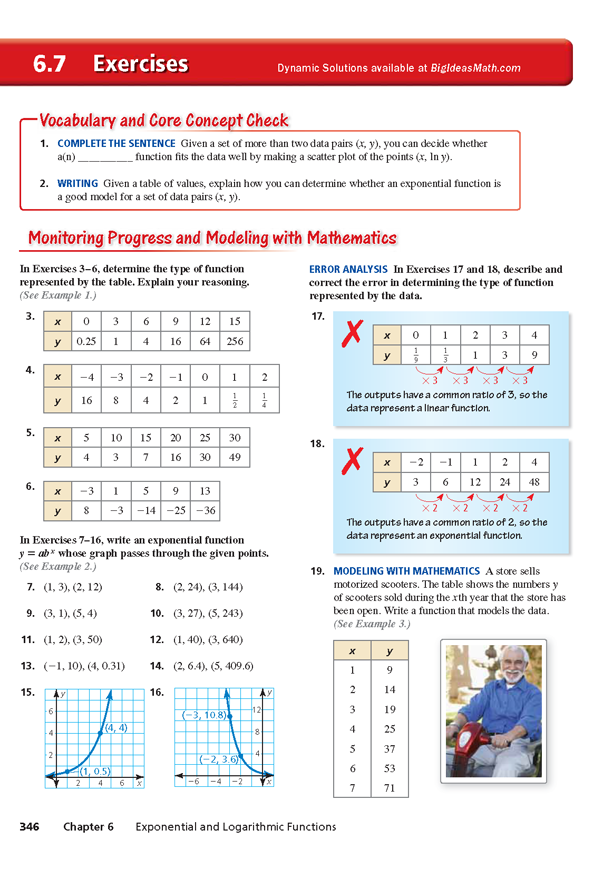 6.7 Exercises
Dynamic Solutions available at BigIdeasMath.com
Vocabulary and Core Concept Check
1. COMPLETE THE SENTENCE Given a set of more than two data pairs (x, y), you can decide whether
a(n) __________ function fits the data well by making a scatter plot of the points (x, ln y).
2. WRITING Given a table of values, explain how you can determine whether an exponential function is
a good model for a set of data pairs (x, y).
Monitoring Progress and Modeling with Mathematics
In Exercises 3–6, determine the type of function
represented by the table. Explain your reasoning.
(See Example 1.)
3.
x 0 3 6 9 12 15
y 0.25 1 4 16 64 256
4.
x −4 −3 −2 −1 0 1 2
y 16 8 4 2 1 1/2 1/4
5.
x 5 10 15 20 25 30
y 4 3 7 16 30 49
6.
x −3 1 5 9 13
y 8 −3 −14 −25 −36
In Exercises 7–16, write an exponential function
y = abˣ whose graph passes through the given points.
(See Example 2.)
7. (1, 3), (2, 12) 8. (2, 24), (3, 144)
9. (3, 1), (5, 4) 10. (3, 27), (5, 243)
11. (1, 2), (3, 50) 12. (1, 40), (3, 640)
13. (−1, 10), (4, 0.31) 14. (2, 6.4), (5, 409.6)
15.
y
6
4
2
(4, 4)
(1, 0.5)
2 4 6 x
16.
y
12
8
4
(−3, 10.8)
(−2, 3.6)
−6 −4 −2 x
ERROR ANALYSIS In Exercises 17 and 18, describe and
correct the error in determining the type of function
represented by the data.
17.
x 0 1 2 3 4
y 1/9 1/3 1 3 9
×3 ×3 ×3 ×3
The outputs have a common ratio of 3, so the
data represent a linear function.
18.
x −2 −1 1 2 4
y 3 6 12 24 48
×2 ×2 ×2 ×2
The outputs have a common ratio of 2, so the
data represent an exponential function.
19. MODELING WITH MATHEMATICS A store sells
motorized scooters. The table shows the numbers y
of scooters sold during the xth year that the store has
been open. Write a function that models the data.
(See Example 3.)
x y
1 9
2 14
3 19
4 25
5 37
6 53
7 71
346 Chapter 6 Exponential and Logarithmic Functions